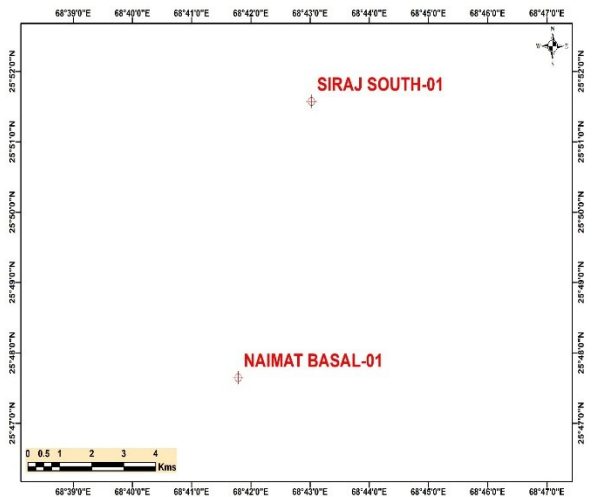 68°39'0"E 68°40'0"E 68°41'0"E 68°42'0"E 68°43'0"E 68°44'0"E 68°45'0"E 68°46'0"E 68°47'0"E
N
W
S
25°52'0"N 25°52'0"N
SIRAJ SOUTH-01
25°51'0"N 25°51'0"N
25°50'0"N 25°50'0"N
25°49'0"N 25°49'0"N
25°48'0"N 25°48'0"N
NAIMAT BASAL-01
25°47'0"N 25°47'0"N
0 0.5 1 2 3 4
Kms
68°39'0"E 68°40'0"E 68°41'0"E 68°42'0"E 68°43'0"E 68°44'0"E 68°45'0"E 68°46'0"E 68°47'0"E